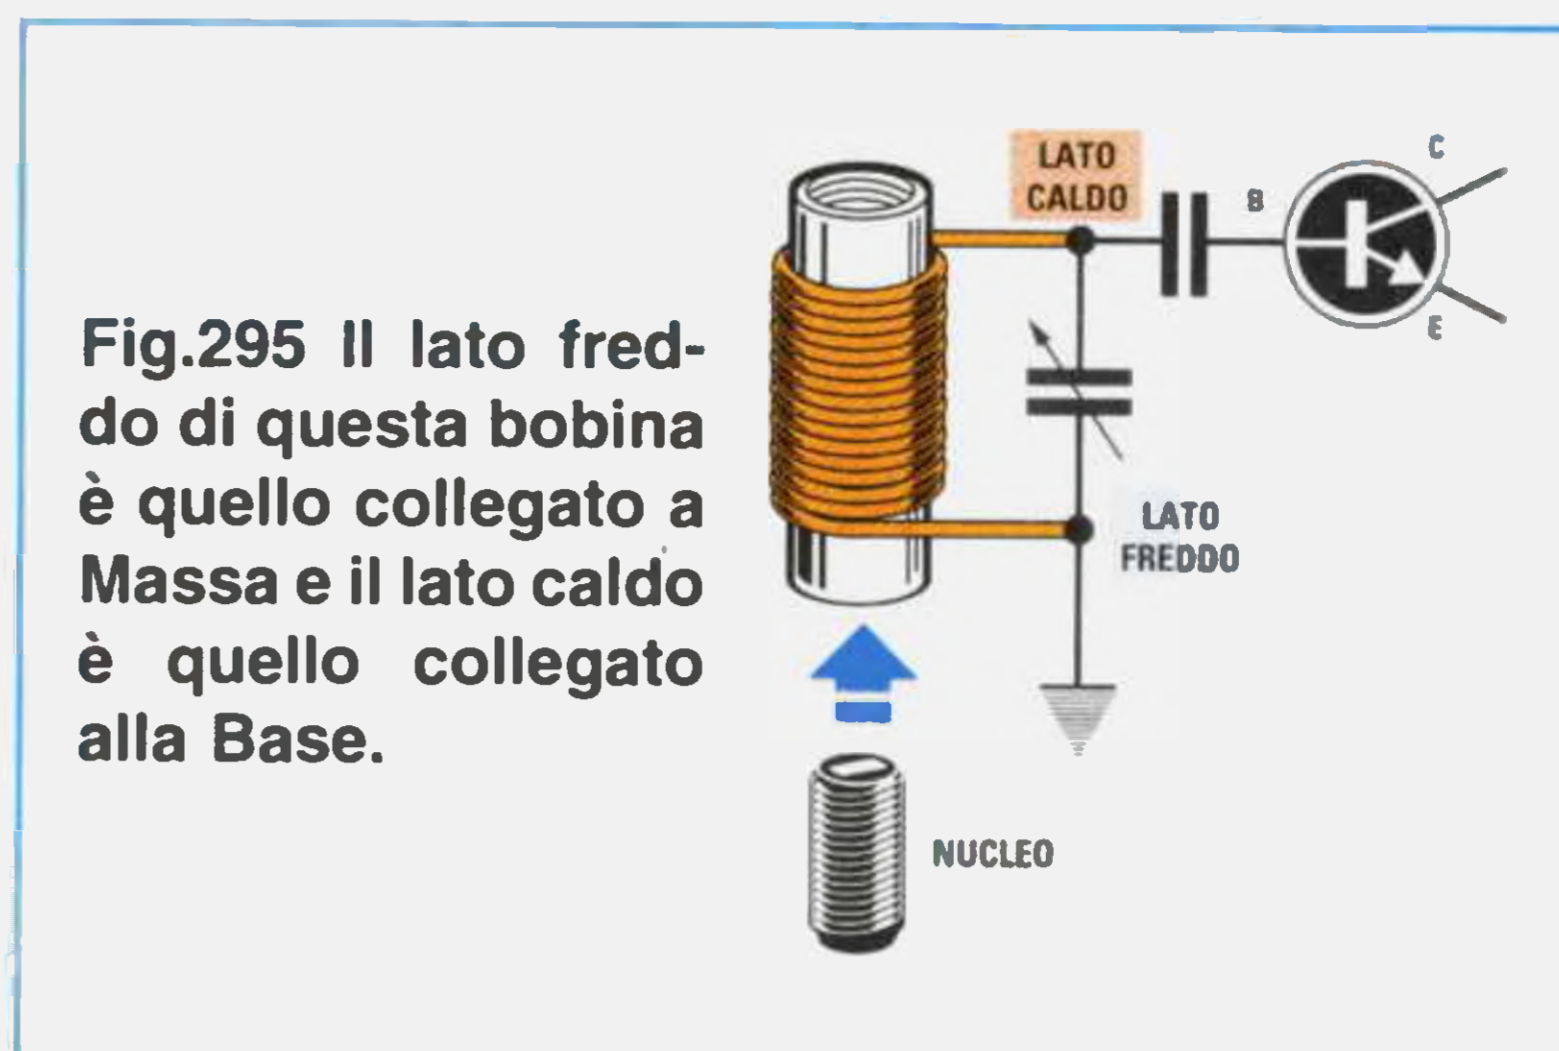 Fig.295 Il lato fred-
do di questa bobina
è quello collegato a
Massa e il lato caldo
è quello collegato
alla Base.
LATO
CALDO
B
C
E
LATO
FREDDO
NUCLEO